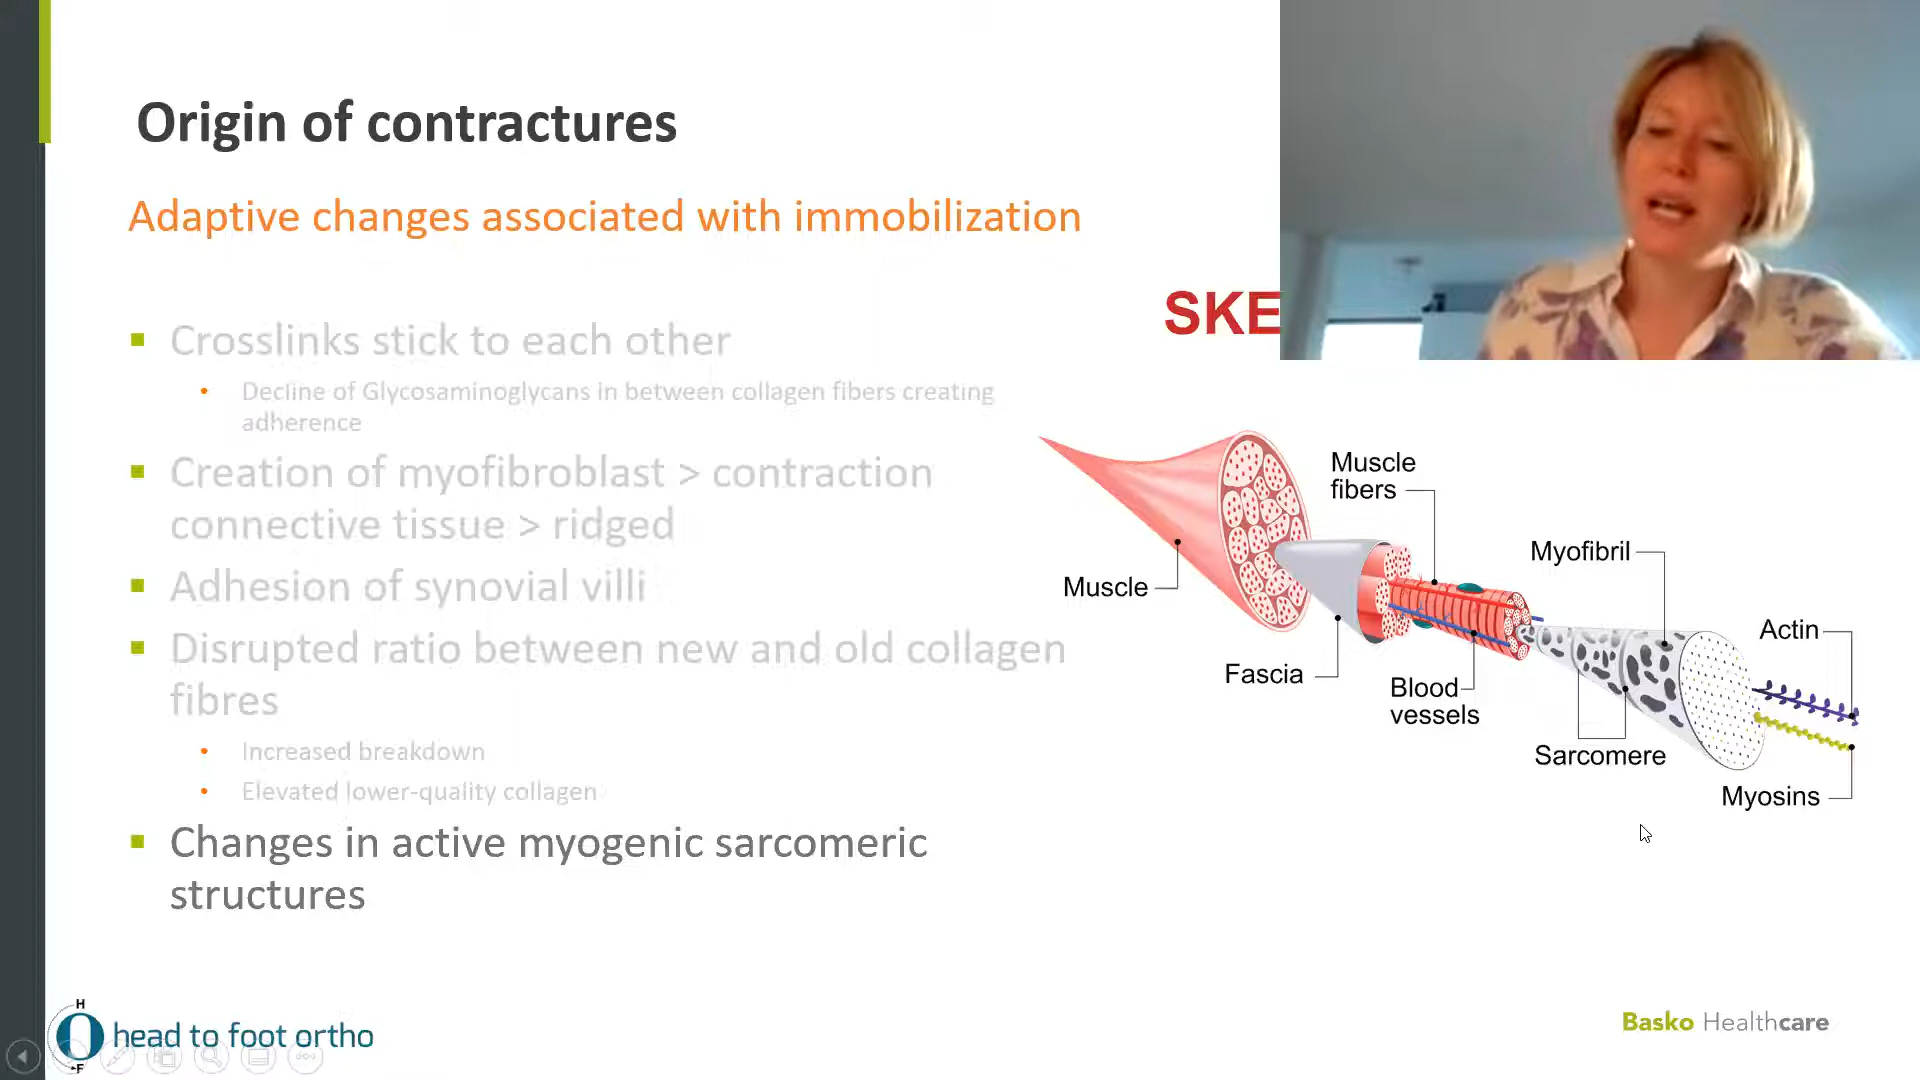 Origin of contractures
Adaptive changes associated with immobilization
SKE
Crosslinks stick to each other
Decline of Glycosaminoglycans in between collagen fibers creating
adherence
Creation of myofibroblast > contraction
connective tissue > ridged
Adhesion of synovial villi
Disrupted ratio between new and old collagen
fibres
Increased breakdown
Elevated lower-quality collagen
Changes in active myogenic sarcomeric
structures
Muscle
fibers
Myofibril
Muscle
Actin
Fascia
Blood
vessels
Sarcomere
Myosins
H
head to foot ortho
F
Basko Healthcare